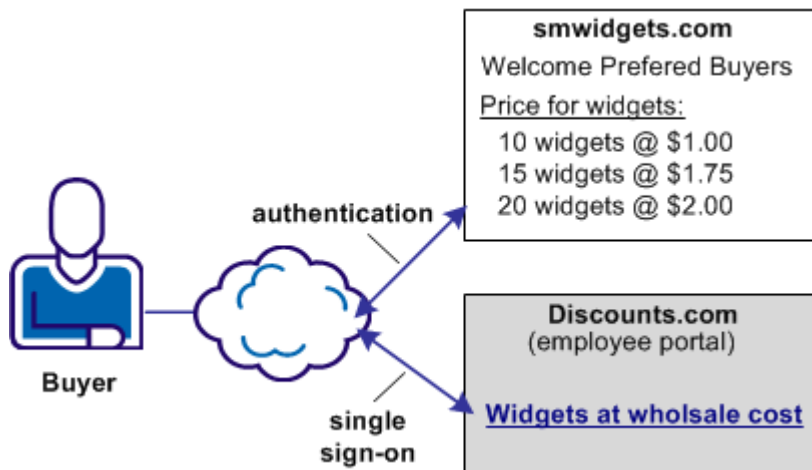 smwidgets.com
Welcome Prefered Buyers
Price for widgets:
10 widgets @ $1.00
15 widgets @ $1.75
20 widgets @ $2.00
authentication
Buyer
single
sign-on
Discounts.com
(employee portal)
Widgets at wholsale cost